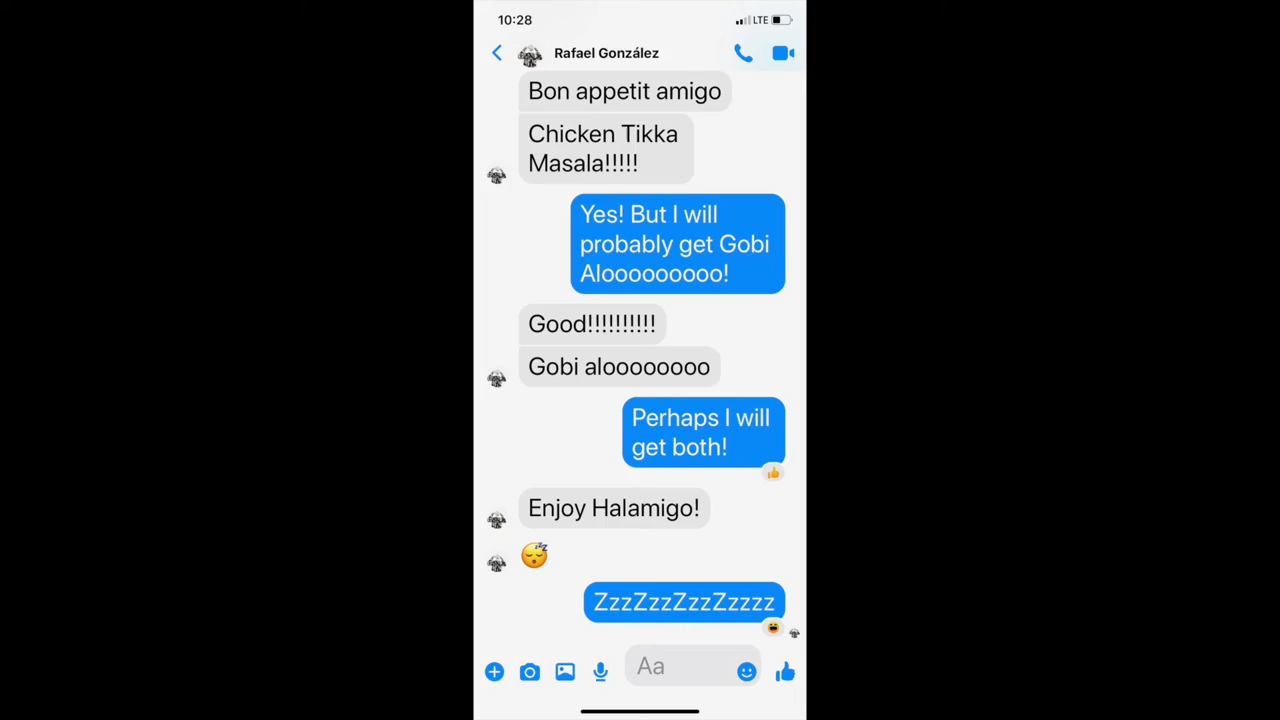 10:28
LTE
Rafael González
Bon appetit amigo
Chicken Tikka
Masala!!!!!
Yes! But I will
probably get Gobi
Alooooooooo!
Good!!!!!!!!!!
Gobi aloooooooo
Perhaps I will
get both!
Enjoy Halamigo!
ZzzZzzZzzZzzzz
Aa